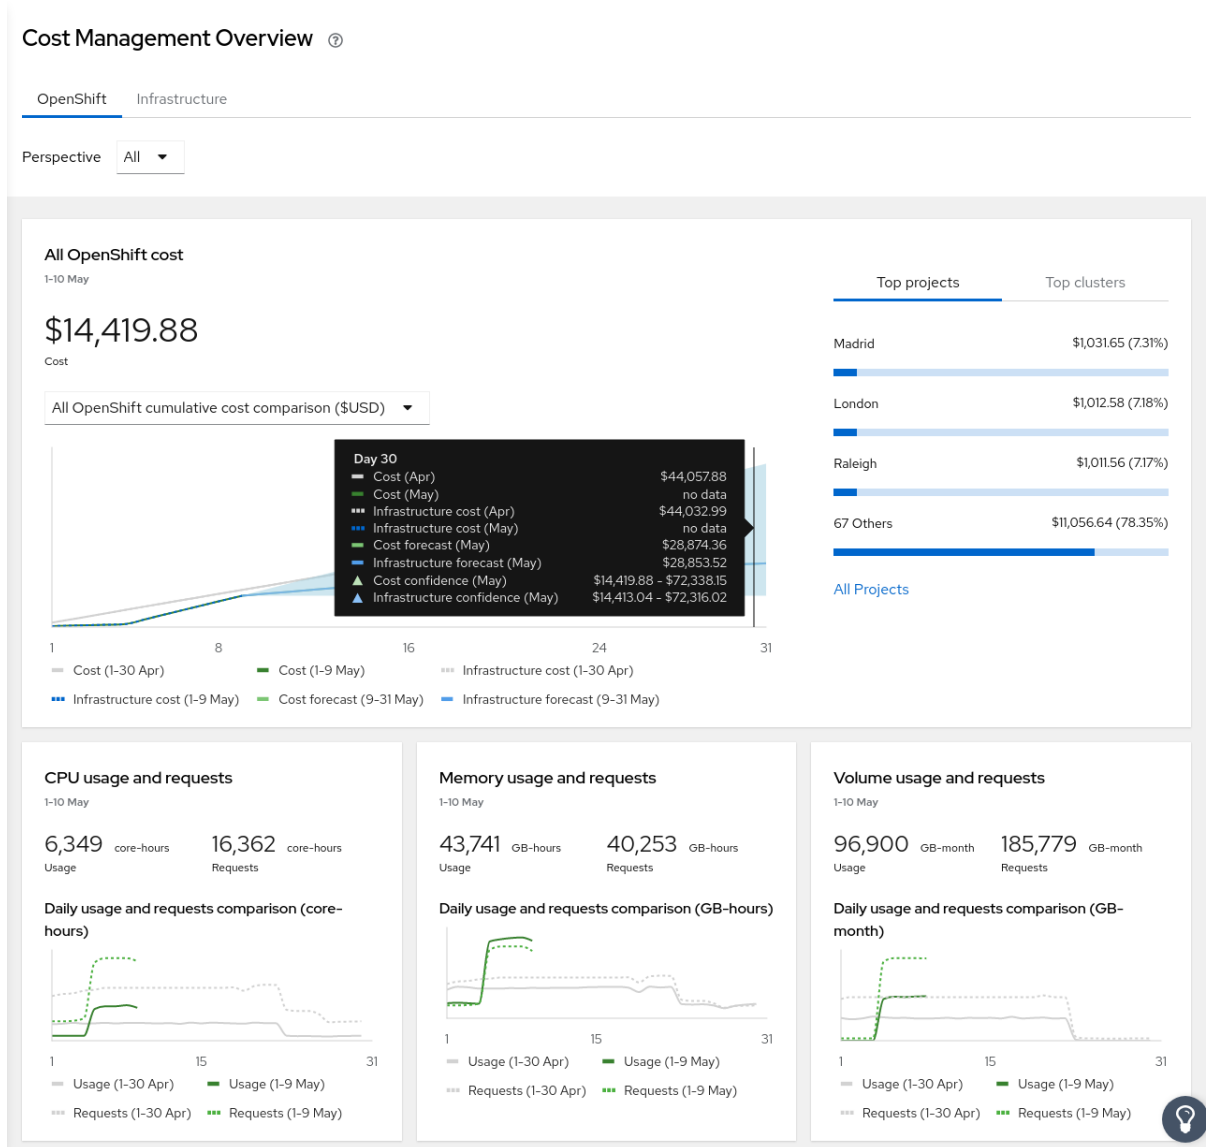 Cost Management Overview
OpenShift
Infrastructure
Perspective
All
All OpenShift cost
1-10 May
$14,419.88
Cost
All OpenShift cumulative cost comparison ($USD)
Day 30
Cost (Apr) $44,057.88
Cost (May) no data
Infrastructure cost (Apr) $44,032.99
Infrastructure cost (May) no data
Cost forecast (May) $28,874.36
Infrastructure forecast (May) $28,853.52
Cost confidence (May) $14,419.88 - $72,338.15
Infrastructure confidence (May) $14,413.04 - $72,316.02
1 8 16 24 31
Cost (1-30 Apr)
Cost (1-9 May)
Infrastructure cost (1-30 Apr)
Infrastructure cost (1-9 May)
Cost forecast (9-31 May)
Infrastructure forecast (9-31 May)
Top projects
Top clusters
Madrid $1,031.65 (7.31%)
London $1,012.58 (7.18%)
Raleigh $1,011.56 (7.17%)
67 Others $11,056.64 (78.35%)
All Projects
CPU usage and requests
1-10 May
6,349 core-hours
Usage
16,362 core-hours
Requests
Daily usage and requests comparison (core-
hours)
1 15 31
Usage (1-30 Apr)
Usage (1-9 May)
Requests (1-30 Apr)
Requests (1-9 May)
Memory usage and requests
1-10 May
43,741 GB-hours
Usage
40,253 GB-hours
Requests
Daily usage and requests comparison (GB-hours)
1 15 31
Usage (1-30 Apr)
Usage (1-9 May)
Requests (1-30 Apr)
Requests (1-9 May)
Volume usage and requests
1-10 May
96,900 GB-month
Usage
185,779 GB-month
Requests
Daily usage and requests comparison (GB-
month)
1 15 31
Usage (1-30 Apr)
Usage (1-9 May)
Requests (1-30 Apr)
Requests (1-9 May)